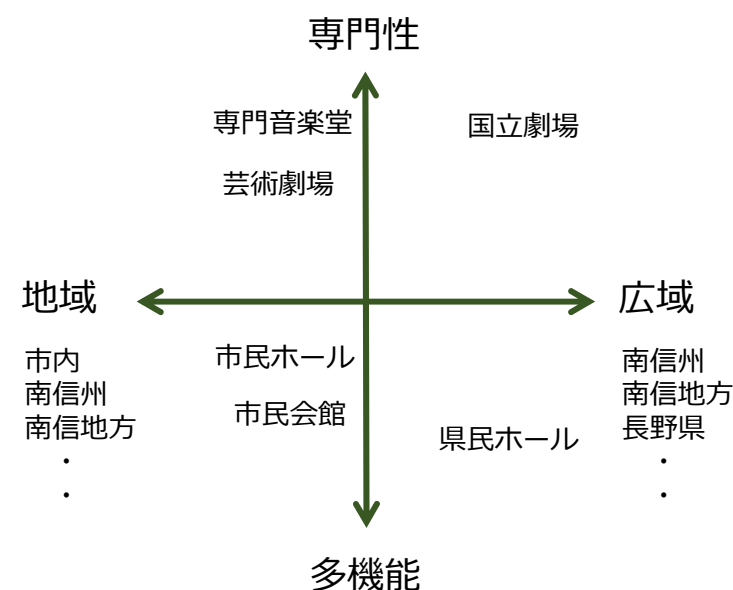 専門性
専門音楽堂
国立劇場
芸術劇場
地域
広域
市内
南信州
南信地方
・
・
市民ホール
市民会館
県民ホール
南信州
南信地方
長野県
・
・
多機能